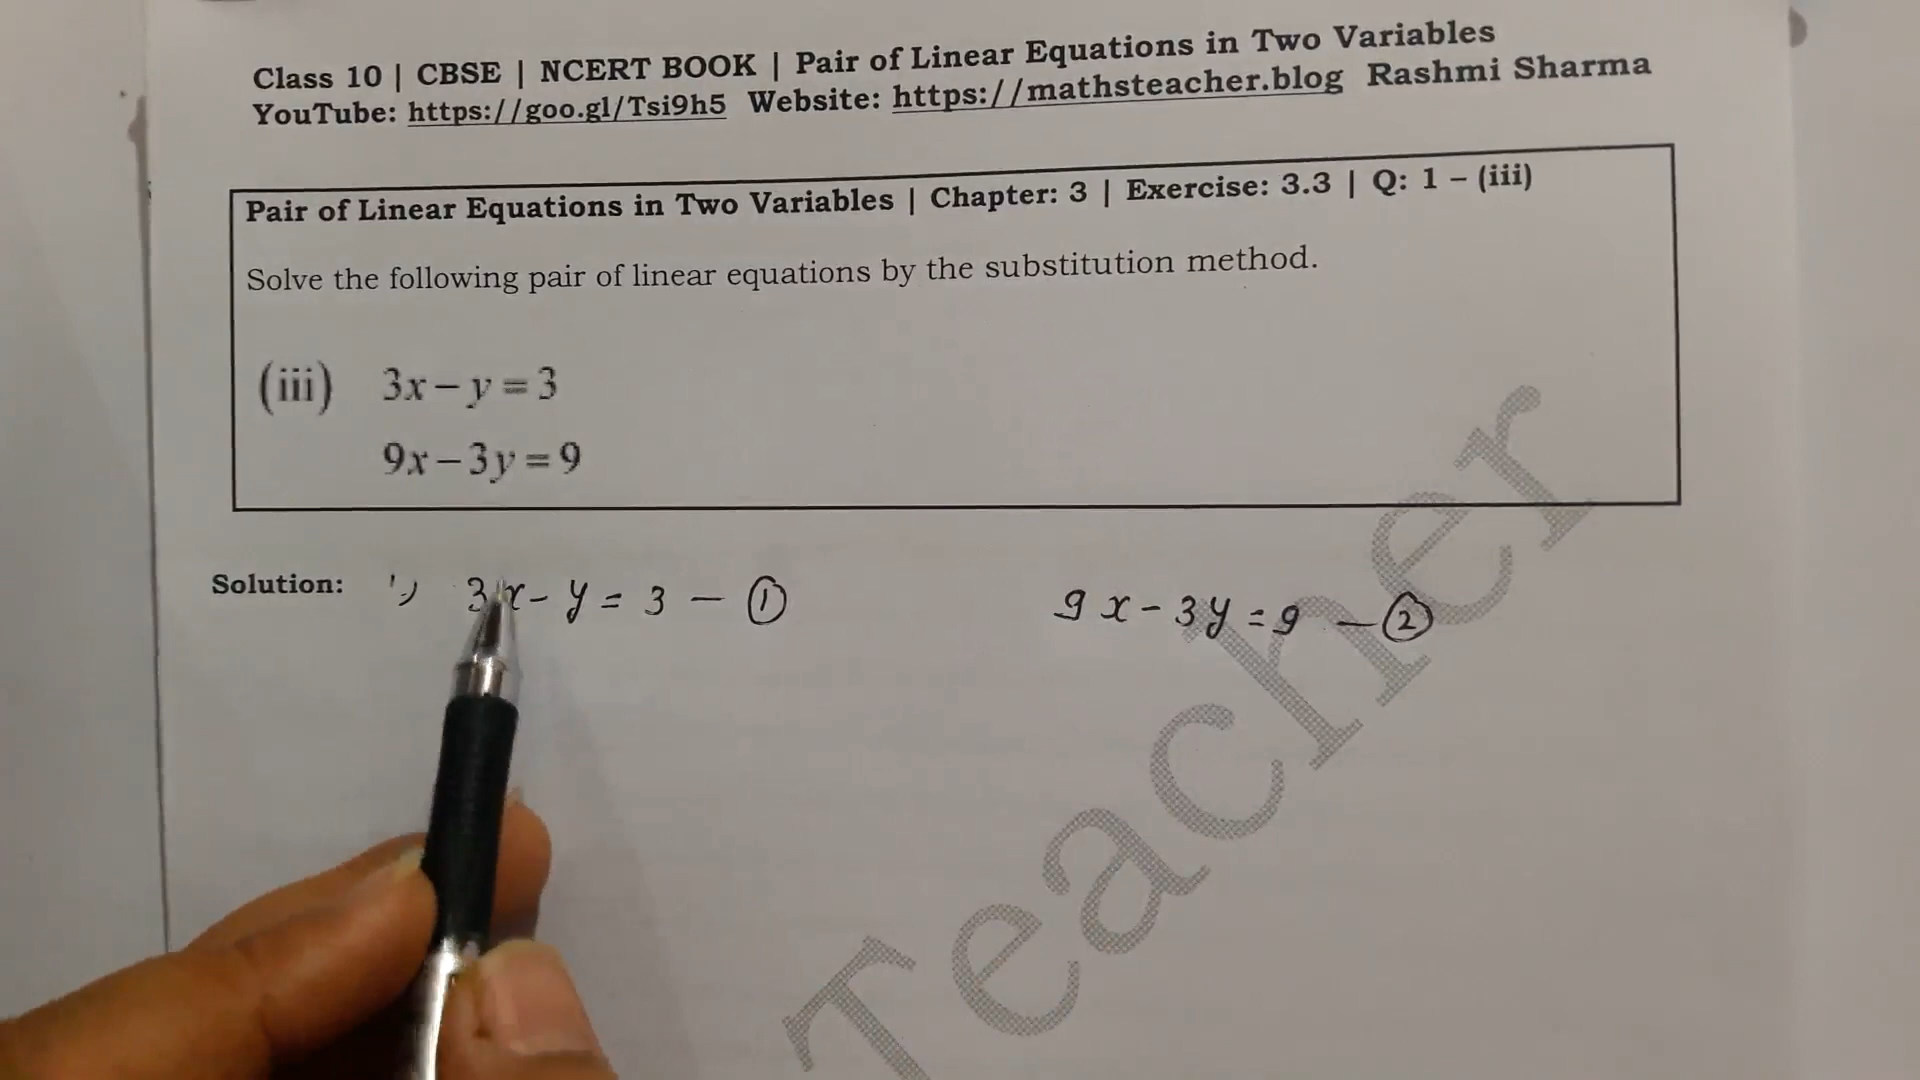 Class 10 | CBSE | NCERT BOOK | Pair of Linear Equations in Two Variables
YouTube: https://goo.gl/Tsi9h5 Website: https://mathsteacher.blog Rashmi Sharma
Pair of Linear Equations in Two Variables | Chapter: 3 | Exercise: 3.3 | Q: 1 – (iii)
Solve the following pair of linear equations by the substitution method.
(iii) 3x – y = 3
9x – 3y = 9
Solution: 3x - y = 3 — ① 9x - 3y = 9 — ②
Teacher